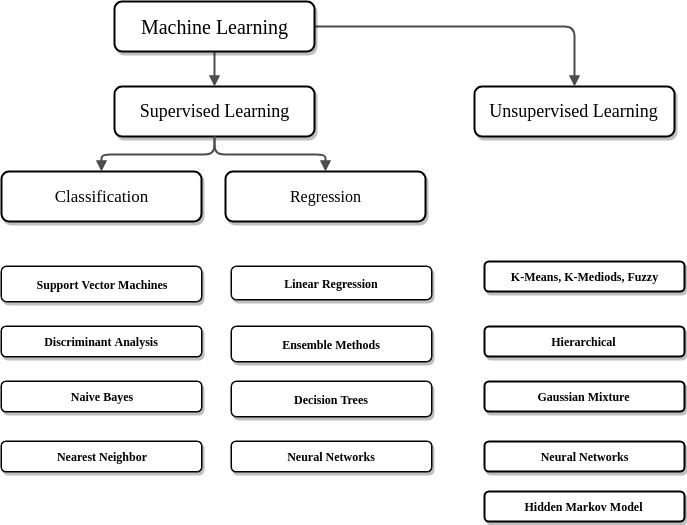 Machine Learning
Supervised Learning
Unsupervised Learning
Classification
Regression
Support Vector Machines
Linear Regression
K-Means, K-Mediods, Fuzzy
Discriminant Analysis
Ensemble Methods
Hierarchical
Naive Bayes
Decision Trees
Gaussian Mixture
Nearest Neighbor
Neural Networks
Neural Networks
Hidden Markov Model